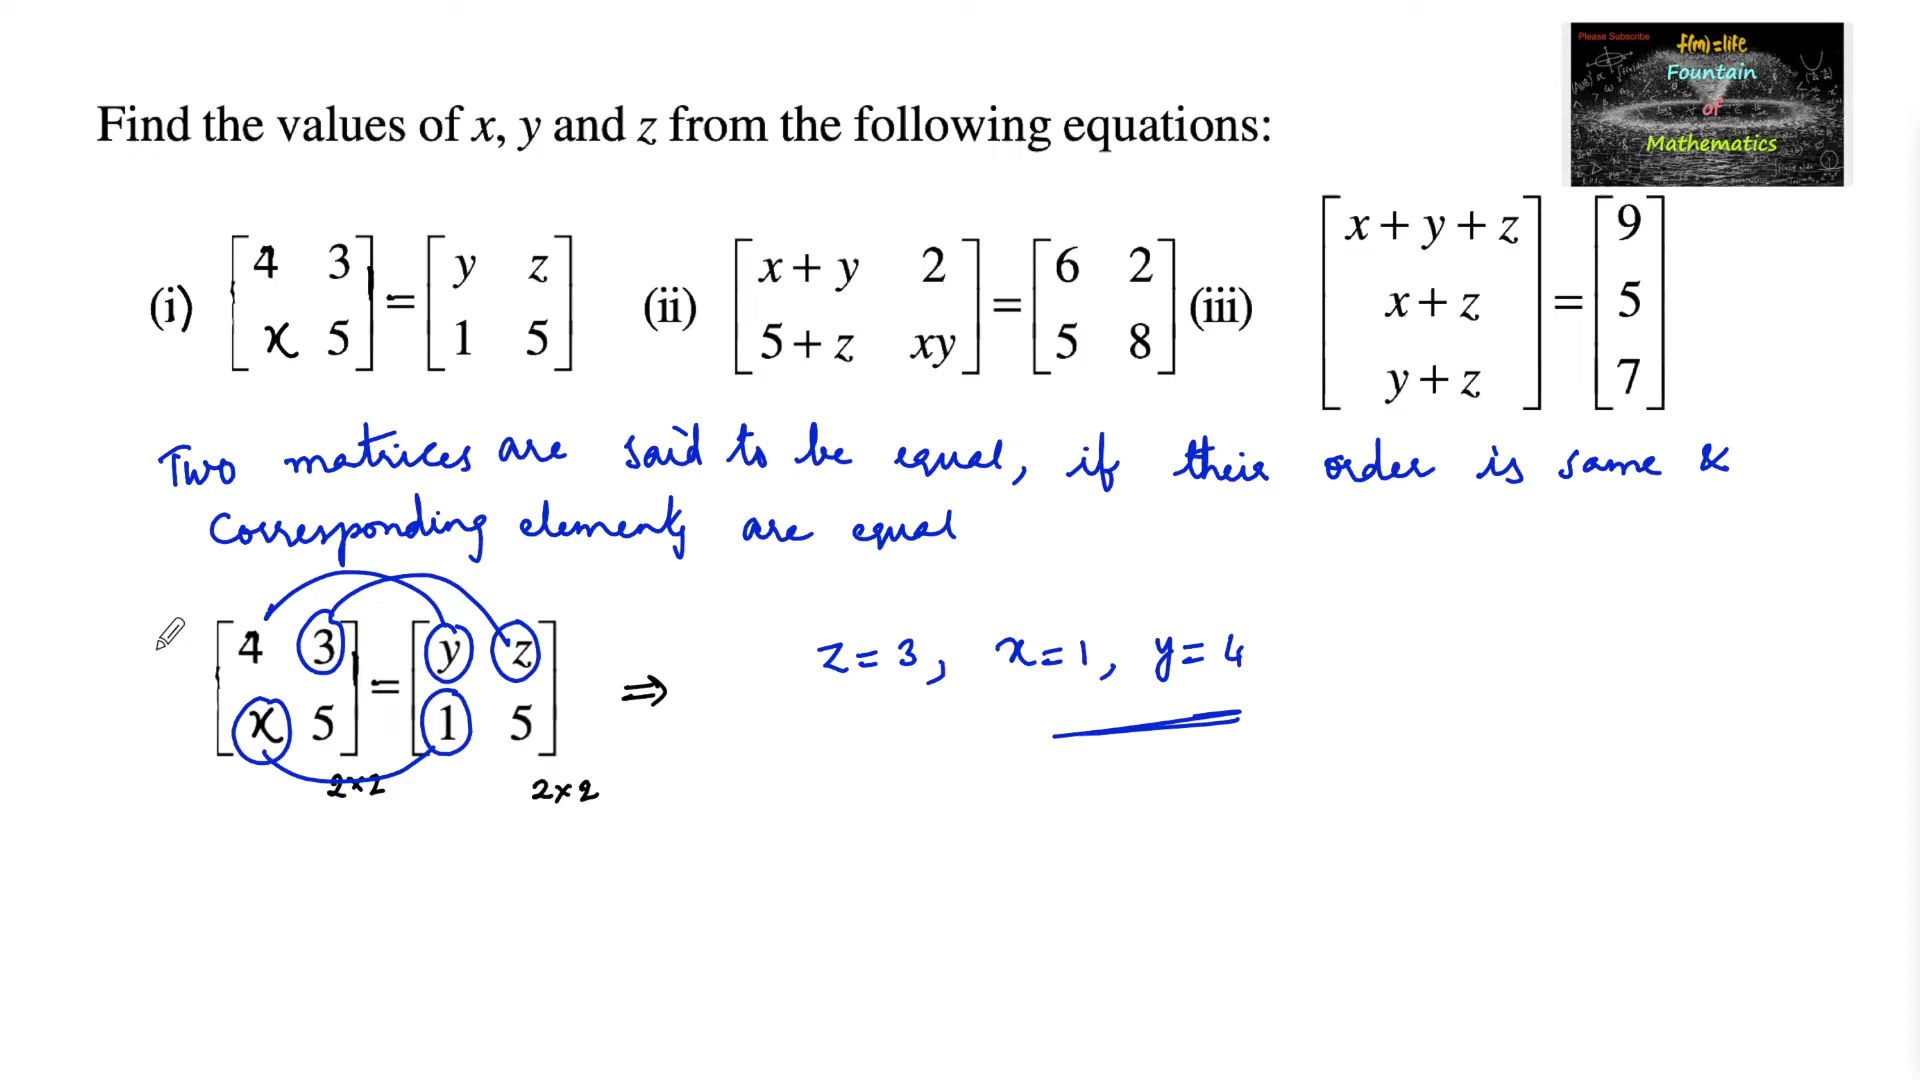 Please Subscribe
f(m)=life
Fountain
of
Mathematics
Find the values of x, y and z from the following equations:
(i) [4 3; x 5] = [y z; 1 5] (ii) [x + y 2; 5 + z xy] = [6 2; 5 8] (iii) [x + y + z; x + z; y + z] = [9; 5; 7]
Two matrices are said to be equal, if their order is same &
corresponding elements are equal
[4 3; x 5] 2×2 = [y z; 1 5] 2×2 ⇒ z = 3, x = 1, y = 4